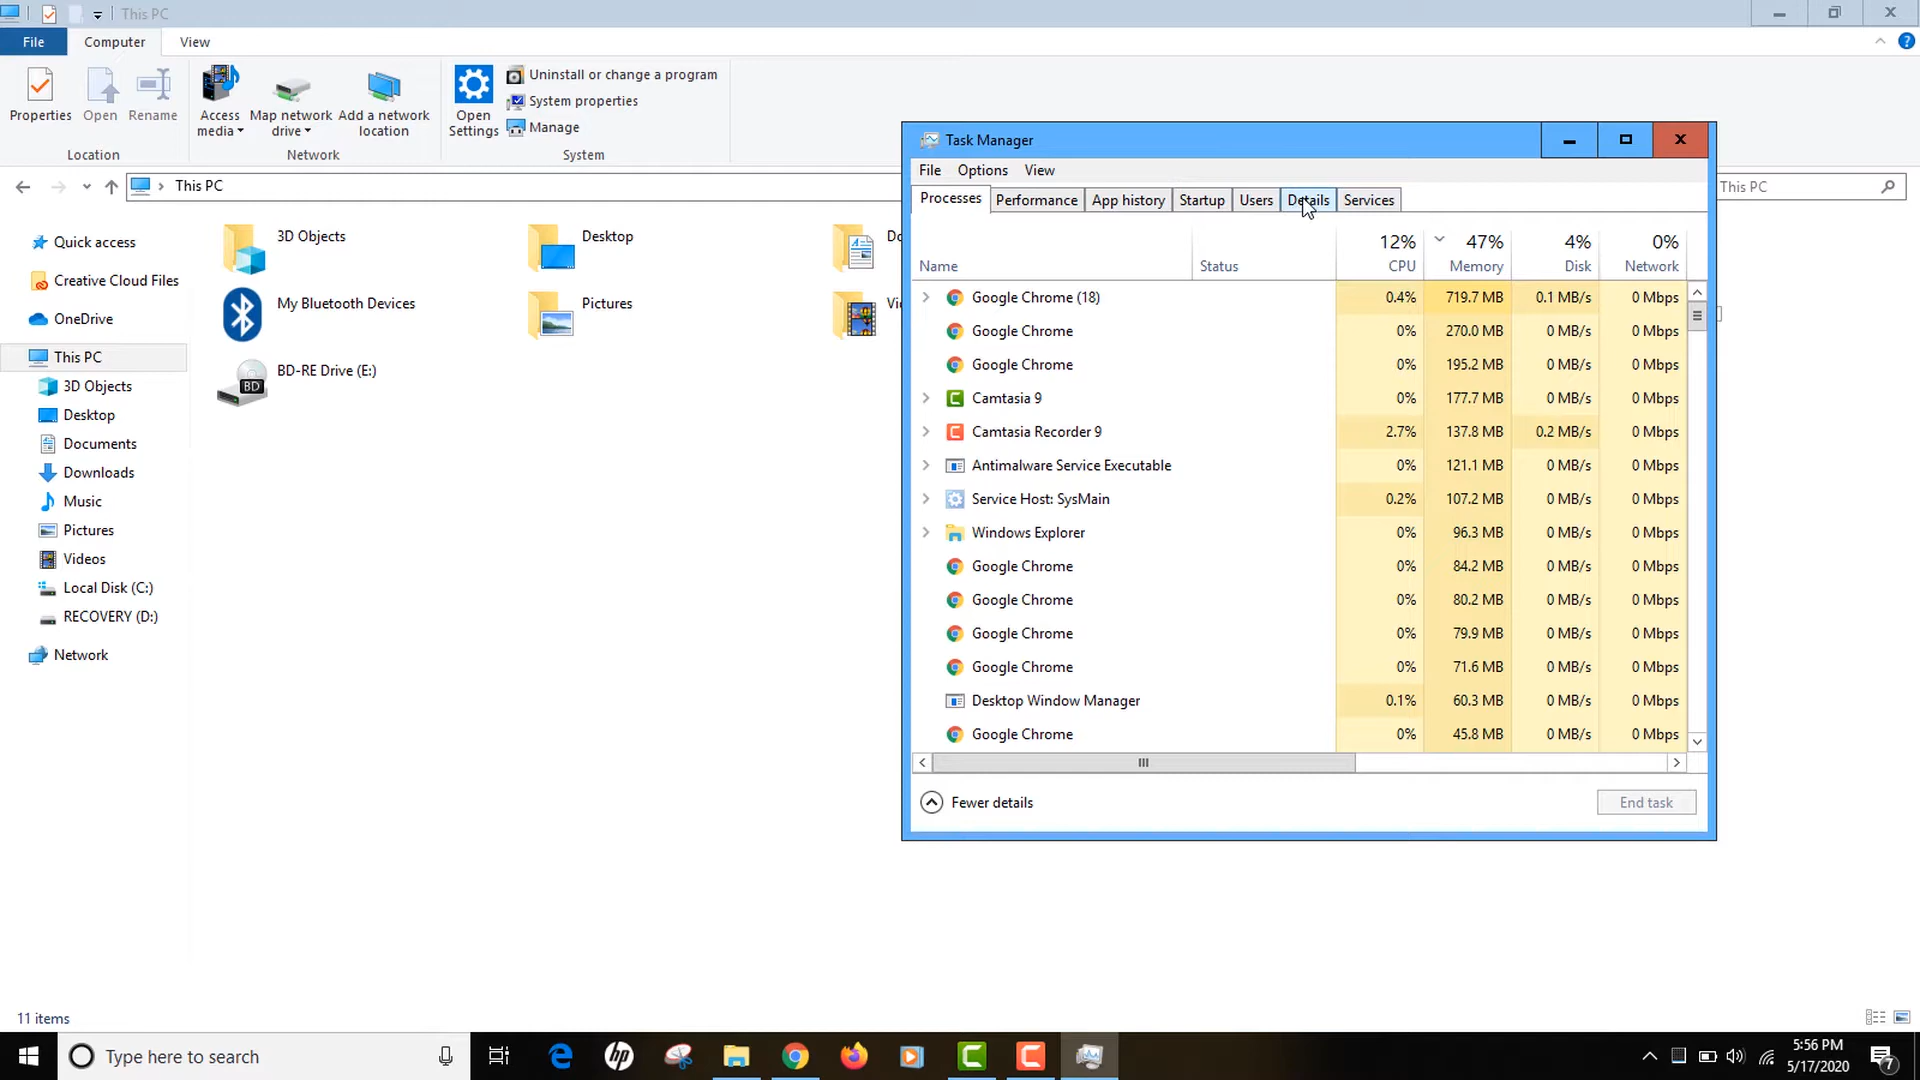 This PC
File Computer View
Properties Open Rename Access media Map network drive Add a network location Open Settings Uninstall or change a program
System properties
Manage
Location Network System
This PC
This PC
Quick access
Creative Cloud Files
OneDrive
This PC
3D Objects
Desktop
Documents
Downloads
Music
Pictures
Videos
Local Disk (C:)
RECOVERY (D:)
Network
3D Objects Desktop
My Bluetooth Devices Pictures
BD
BD-RE Drive (E:)
Task Manager
File Options View
Processes Performance App history Startup Users Details Services
12% 47% 4% 0%
Name Status CPU Memory Disk Network
Google Chrome (18) 0.4% 719.7 MB 0.1 MB/s 0 Mbps
Google Chrome 0% 270.0 MB 0 MB/s 0 Mbps
Google Chrome 0% 195.2 MB 0 MB/s 0 Mbps
Camtasia 9 0% 177.7 MB 0 MB/s 0 Mbps
Camtasia Recorder 9 2.7% 137.8 MB 0.2 MB/s 0 Mbps
Antimalware Service Executable 0% 121.1 MB 0 MB/s 0 Mbps
Service Host: SysMain 0.2% 107.2 MB 0 MB/s 0 Mbps
Windows Explorer 0% 96.3 MB 0 MB/s 0 Mbps
Google Chrome 0% 84.2 MB 0 MB/s 0 Mbps
Google Chrome 0% 80.2 MB 0 MB/s 0 Mbps
Google Chrome 0% 79.9 MB 0 MB/s 0 Mbps
Google Chrome 0% 71.6 MB 0 MB/s 0 Mbps
Desktop Window Manager 0.1% 60.3 MB 0 MB/s 0 Mbps
Google Chrome 0% 45.8 MB 0 MB/s 0 Mbps
Fewer details End task
11 items
Type here to search
hp
5:56 PM
5/17/2020
7